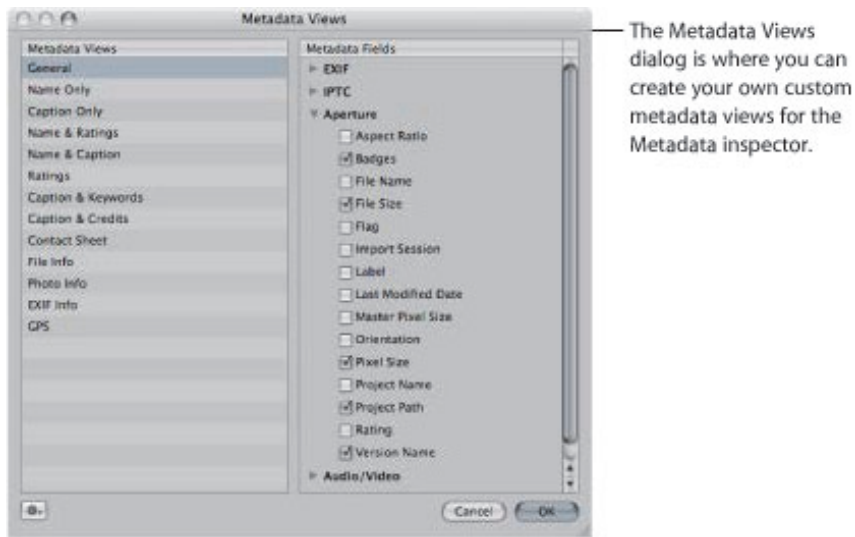 Metadata Views
Metadata Views
General
Name Only
Caption Only
Name & Ratings
Name & Caption
Ratings
Caption & Keywords
Caption & Credits
Contact Sheet
File Info
Photo Info
EXIF Info
GPS
Metadata Fields
EXIF
IPTC
Aperture
Aspect Ratio
Badges
File Name
File Size
Flag
Import Session
Label
Last Modified Date
Master Pixel Size
Orientation
Pixel Size
Project Name
Project Path
Rating
Version Name
Audio/Video
Cancel
OK
The Metadata Views
dialog is where you can
create your own custom
metadata views for the
Metadata inspector.